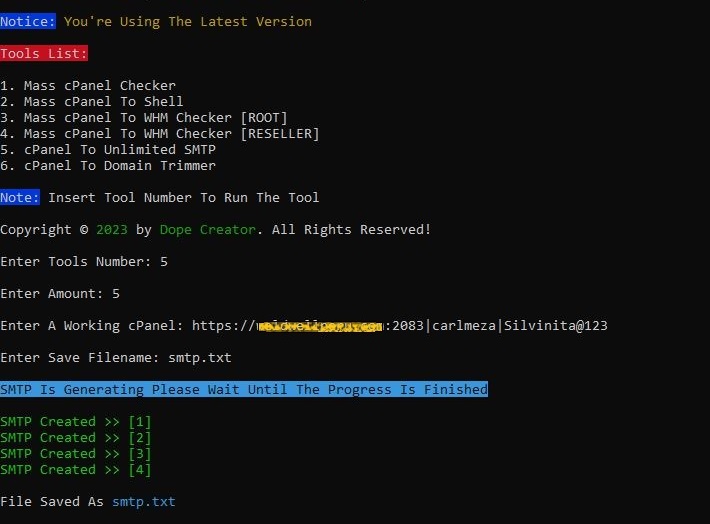 Notice: You're Using The Latest Version
Tools List:
1. Mass cPanel Checker
2. Mass cPanel To Shell
3. Mass cPanel To WHM Checker [ROOT]
4. Mass cPanel To WHM Checker [RESELLER]
5. cPanel To Unlimited SMTP
6. cPanel To Domain Trimmer
Note: Insert Tool Number To Run The Tool
Copyright © 2023 by Dope Creator. All Rights Reserved!
Enter Tools Number: 5
Enter Amount: 5
Enter A Working cPanel: https:// :2083|carlmeza|Silvinita@123
Enter Save Filename: smtp.txt
SMTP Is Generating Please Wait Until The Progress Is Finished
SMTP Created >> [1]
SMTP Created >> [2]
SMTP Created >> [3]
SMTP Created >> [4]
File Saved As smtp.txt